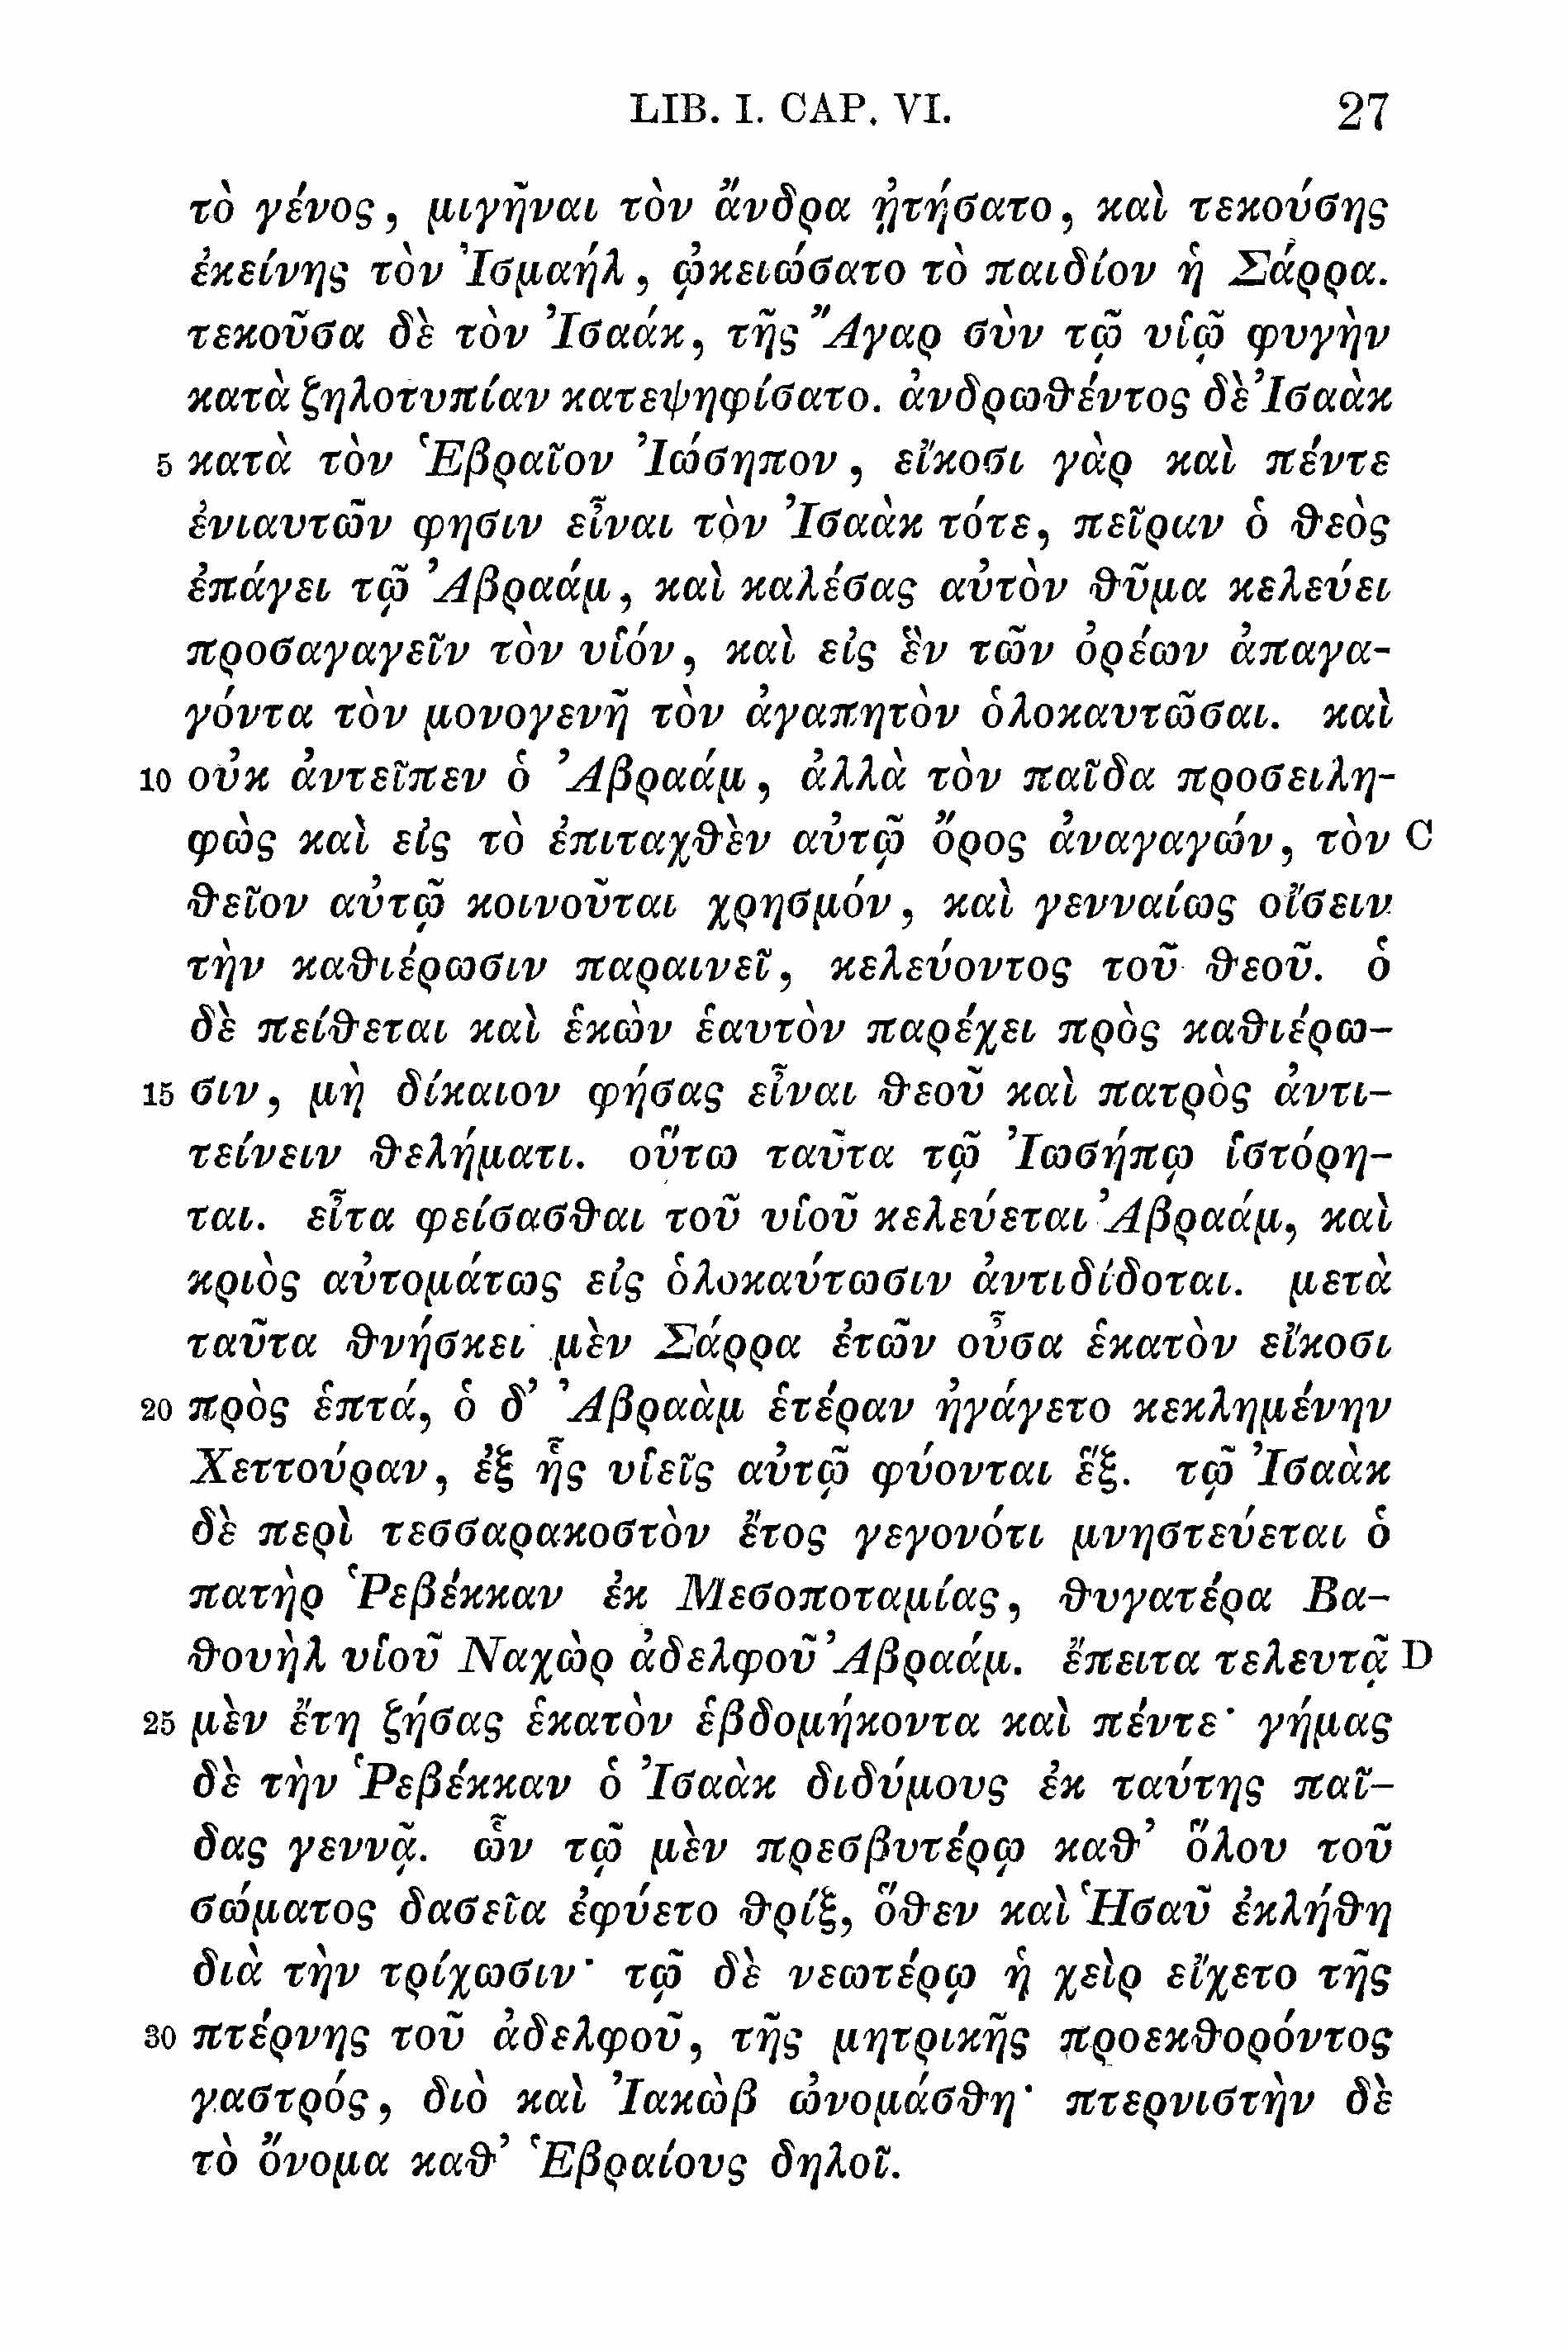 LIB. I. CAP. VI. 27
τὸ γένος, μιγῆναι τὸν ἄνδρα ᾐτήσατο, καὶ τεκούσης
ἐκείνης τὸν Ἰσμαήλ, ᾠκειώσατο τὸ παιδίον ἡ Σάρρα.
τεκοῦσα δὲ τὸν Ἰσαάκ, τῆς Ἄγαρ σὺν τῷ υἱῷ φυγὴν
κατὰ ζηλοτυπίαν κατεψηφίσατο. ἀνδρωθέντος δὲ Ἰσαὰκ
5 κατὰ τὸν Ἑβραῖον Ἰώσηπον, εἴκοσι γὰρ καὶ πέντε
ἐνιαυτῶν φησιν εἶναι τὸν Ἰσαὰκ τότε, πεῖραν ὁ θεὸς
ἐπάγει τῷ Ἀβραάμ, καὶ καλέσας αὐτὸν θῦμα κελεύει
προσαγαγεῖν τὸν υἱόν, καὶ εἰς ἓν τῶν ὀρέων ἀπαγα-
γόντα τὸν μονογενῆ τὸν ἀγαπητὸν ὁλοκαυτῶσαι. καὶ
10 οὐκ ἀντεῖπεν ὁ Ἀβραάμ, ἀλλὰ τὸν παῖδα προσειλη-
φὼς καὶ εἰς τὸ ἐπιταχθὲν αὐτῷ ὄρος ἀναγαγών, τὸν C
θεῖον αὐτῷ κοινοῦται χρησμόν, καὶ γενναίως οἴσειν
τὴν καθιέρωσιν παραινεῖ, κελεύοντος τοῦ θεοῦ. ὁ
δὲ πείθεται καὶ ἑκὼν ἑαυτὸν παρέχει πρὸς καθιέρω-
15 σιν, μὴ δίκαιον φήσας εἶναι θεοῦ καὶ πατρὸς ἀντι-
τείνειν θελήματι. οὕτω ταῦτα τῷ Ἰωσήπῳ ἱστόρη-
ται. εἶτα φείσασθαι τοῦ υἱοῦ κελεύεται Ἀβραάμ, καὶ
κριὸς αὐτομάτως εἰς ὁλοκαύτωσιν ἀντιδίδοται. μετὰ
ταῦτα θνήσκει μὲν Σάρρα ἐτῶν οὖσα ἑκατὸν εἴκοσι
20 πρὸς ἑπτά, ὁ δ’ Ἀβραὰμ ἑτέραν ἠγάγετο κεκλημένην
Χεττούραν, ἐξ ἧς υἱεῖς αὐτῷ φύονται ἕξ. τῷ Ἰσαὰκ
δὲ περὶ τεσσαρακοστὸν ἔτος γεγονότι μνηστεύεται ὁ
πατὴρ Ῥεβέκκαν ἐκ Μεσοποταμίας, θυγατέρα Βα-
θουὴλ υἱοῦ Ναχὼρ ἀδελφοῦ Ἀβραάμ. ἔπειτα τελευτᾷ D
25 μὲν ἔτη ζήσας ἑκατὸν ἑβδομήκοντα καὶ πέντε· γήμας
δὲ τὴν Ῥεβέκκαν ὁ Ἰσαὰκ διδύμους ἐκ ταύτης παῖ-
δας γεννᾷ. ὧν τῷ μὲν πρεσβυτέρῳ καθ’ ὅλου τοῦ
σώματος δασεῖα ἐφύετο θρίξ, ὅθεν καὶ Ἡσαῦ ἐκλήθη
διὰ τὴν τρίχωσιν· τῷ δὲ νεωτέρῳ ἡ χεὶρ εἴχετο τῆς
30 πτέρνης τοῦ ἀδελφοῦ, τῆς μητρικῆς προεκθορόντος
γαστρός, διὸ καὶ Ἰακὼβ ὠνομάσθη· πτερνιστὴν δὲ
τὸ ὄνομα καθ’ Ἑβραίους δηλοῖ.